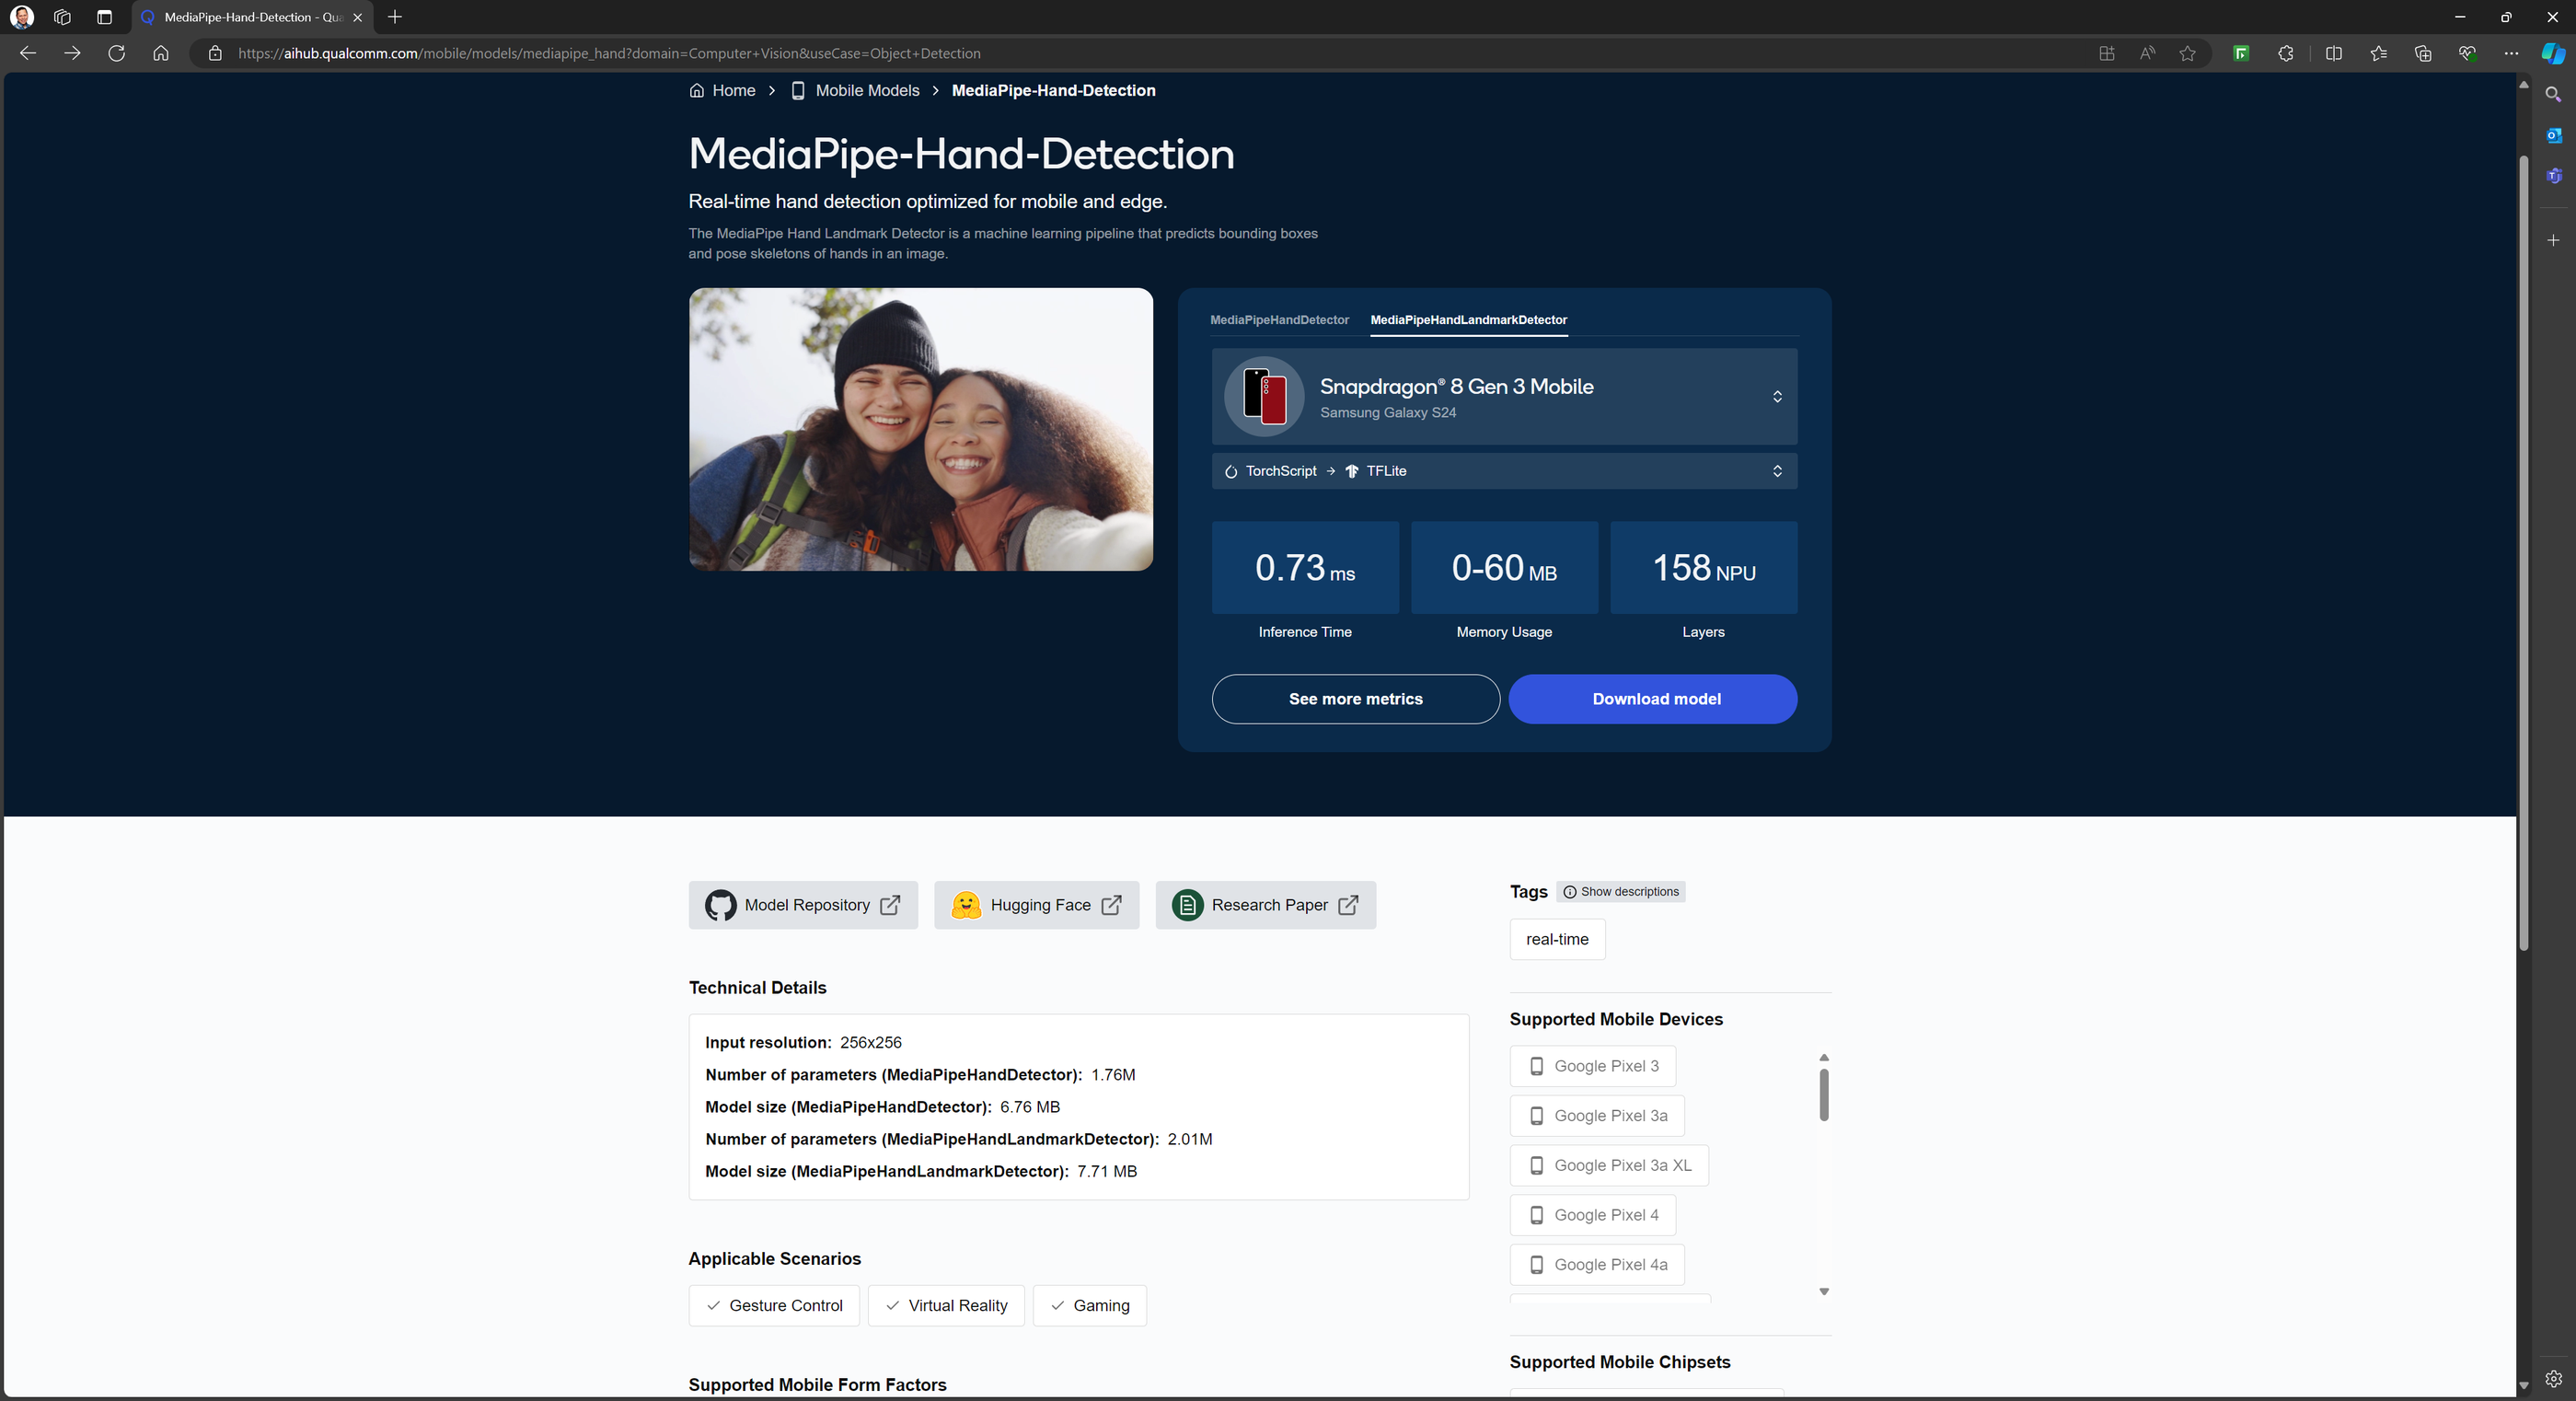 MediaPipe-Hand-Detection - Qua
https://aihub.qualcomm.com/mobile/models/mediapipe_hand?domain=Computer+Vision&useCase=Object+Detection
Home > Mobile Models > MediaPipe-Hand-Detection
MediaPipe-Hand-Detection
Real-time hand detection optimized for mobile and edge.
The MediaPipe Hand Landmark Detector is a machine learning pipeline that predicts bounding boxes
and pose skeletons of hands in an image.
MediaPipeHandDetector MediaPipeHandLandmarkDetector
Snapdragon® 8 Gen 3 Mobile
Samsung Galaxy S24
TorchScript → TFLite
0.73 ms 0-60 MB 158 NPU
Inference Time Memory Usage Layers
See more metrics Download model
Model Repository Hugging Face Research Paper
Technical Details
Input resolution: 256x256
Number of parameters (MediaPipeHandDetector): 1.76M
Model size (MediaPipeHandDetector): 6.76 MB
Number of parameters (MediaPipeHandLandmarkDetector): 2.01M
Model size (MediaPipeHandLandmarkDetector): 7.71 MB
Applicable Scenarios
Gesture Control Virtual Reality Gaming
Supported Mobile Form Factors
Tags Show descriptions
real-time
Supported Mobile Devices
Google Pixel 3
Google Pixel 3a
Google Pixel 3a XL
Google Pixel 4
Google Pixel 4a
Supported Mobile Chipsets